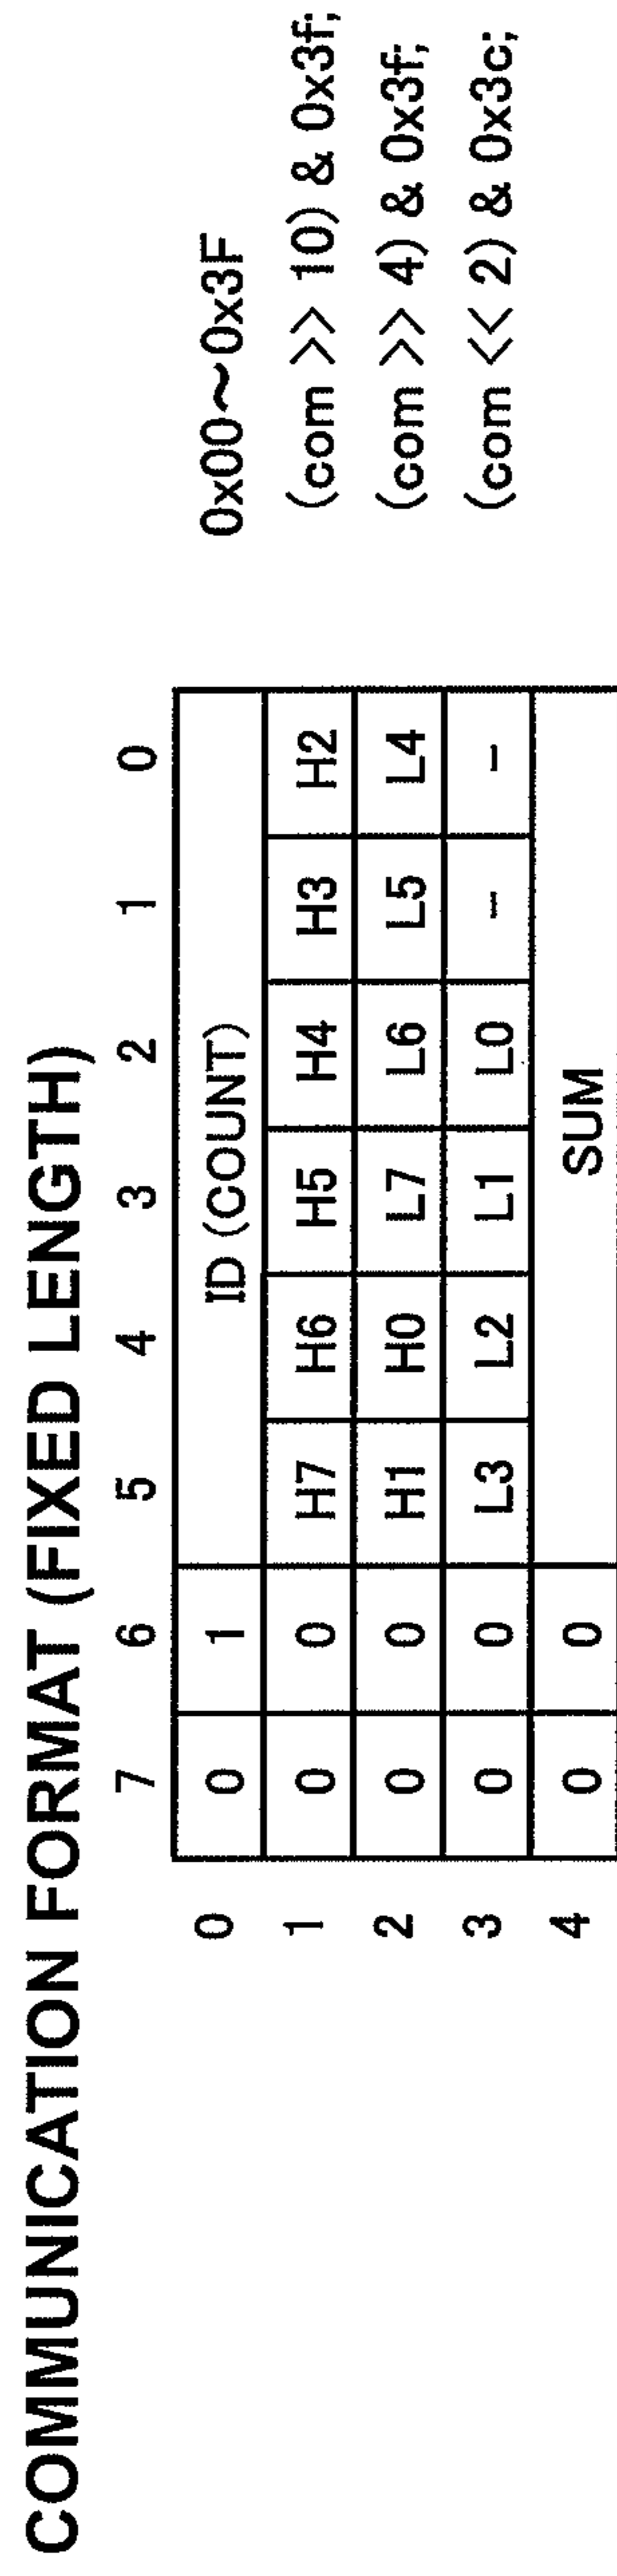 COMMUNICATION FORMAT (FIXED LENGTH)
7 6 5 4 3 2 1 0
0 0 1 ID (COUNT) 0x00~0x3F
1 0 0 H7 H6 H5 H4 H3 H2 (com >> 10) & 0x3f;
2 0 0 H1 H0 L7 L6 L5 L4 (com >> 4) & 0x3f;
3 0 0 L3 L2 L1 L0 - - (com << 2) & 0x3c;
4 0 0 SUM